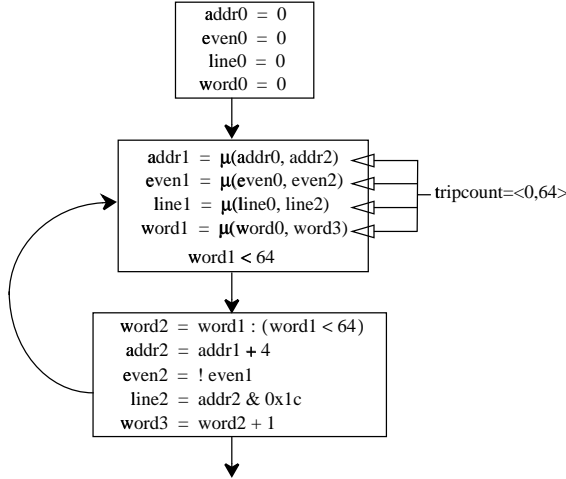 addr0 = 0
even0 = 0
line0 = 0
word0 = 0
addr1 = μ(addr0, addr2)
even1 = μ(even0, even2)
line1 = μ(line0, line2)
word1 = μ(word0, word3)
word1 < 64
tripcount=<0,64>
word2 = word1 : (word1 < 64)
addr2 = addr1 + 4
even2 = ! even1
line2 = addr2 & 0x1c
word3 = word2 + 1